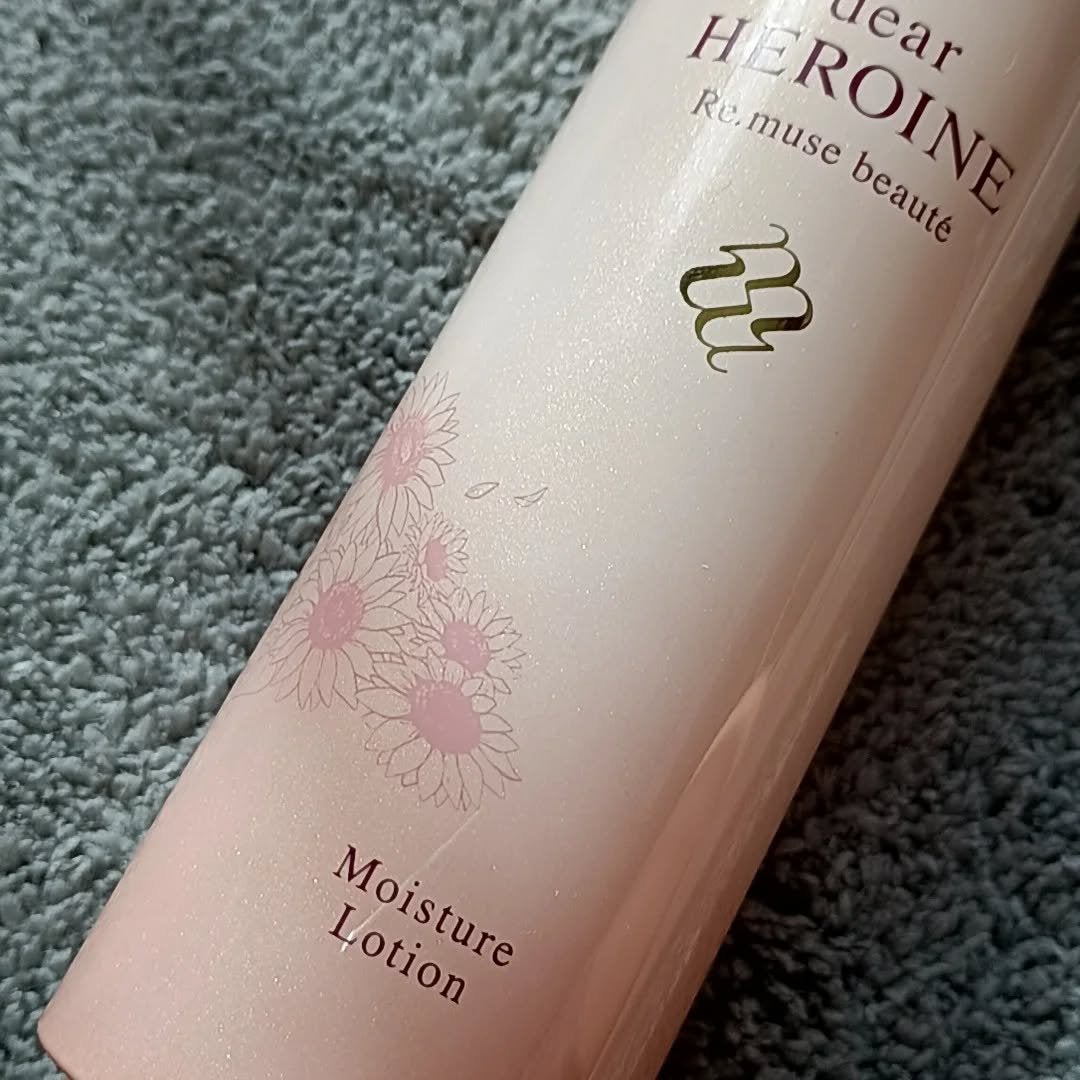 dear
HEROINE
Re.muse beauté
Moisture
Lotion